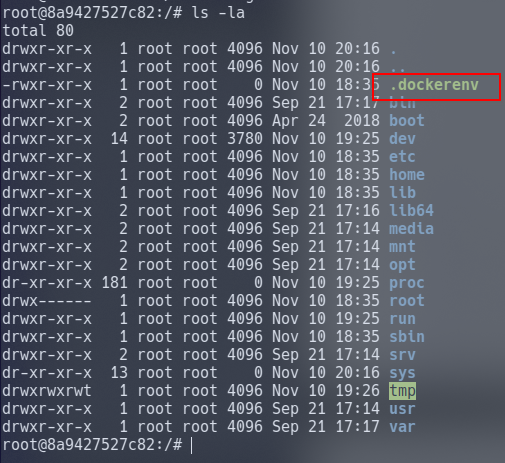 root@8a9427527c82:/# ls -la
total 80
drwxr-xr-x   1 root root 4096 Nov 10 20:16 .
drwxr-xr-x   1 root root 4096 Nov 10 20:16 ..
-rwxr-xr-x   1 root root    0 Nov 10 18:35 .dockerenv
drwxr-xr-x   2 root root 4096 Sep 21 17:17 bin
drwxr-xr-x   2 root root 4096 Apr 24  2018 boot
drwxr-xr-x  14 root root 3780 Nov 10 19:25 dev
drwxr-xr-x   1 root root 4096 Nov 10 18:35 etc
drwxr-xr-x   1 root root 4096 Nov 10 18:35 home
drwxr-xr-x   1 root root 4096 Nov 10 18:35 lib
drwxr-xr-x   2 root root 4096 Sep 21 17:16 lib64
drwxr-xr-x   2 root root 4096 Sep 21 17:14 media
drwxr-xr-x   2 root root 4096 Sep 21 17:14 mnt
drwxr-xr-x   2 root root 4096 Sep 21 17:14 opt
dr-xr-xr-x 181 root root    0 Nov 10 19:25 proc
drwx------   1 root root 4096 Nov 10 18:35 root
drwxr-xr-x   1 root root 4096 Nov 10 19:25 run
drwxr-xr-x   1 root root 4096 Nov 10 18:35 sbin
drwxr-xr-x   2 root root 4096 Sep 21 17:14 srv
dr-xr-xr-x  13 root root    0 Nov 10 20:16 sys
drwxrwxrwt   1 root root 4096 Nov 10 19:26 tmp
drwxr-xr-x   1 root root 4096 Sep 21 17:14 usr
drwxr-xr-x   1 root root 4096 Sep 21 17:17 var
root@8a9427527c82:/#